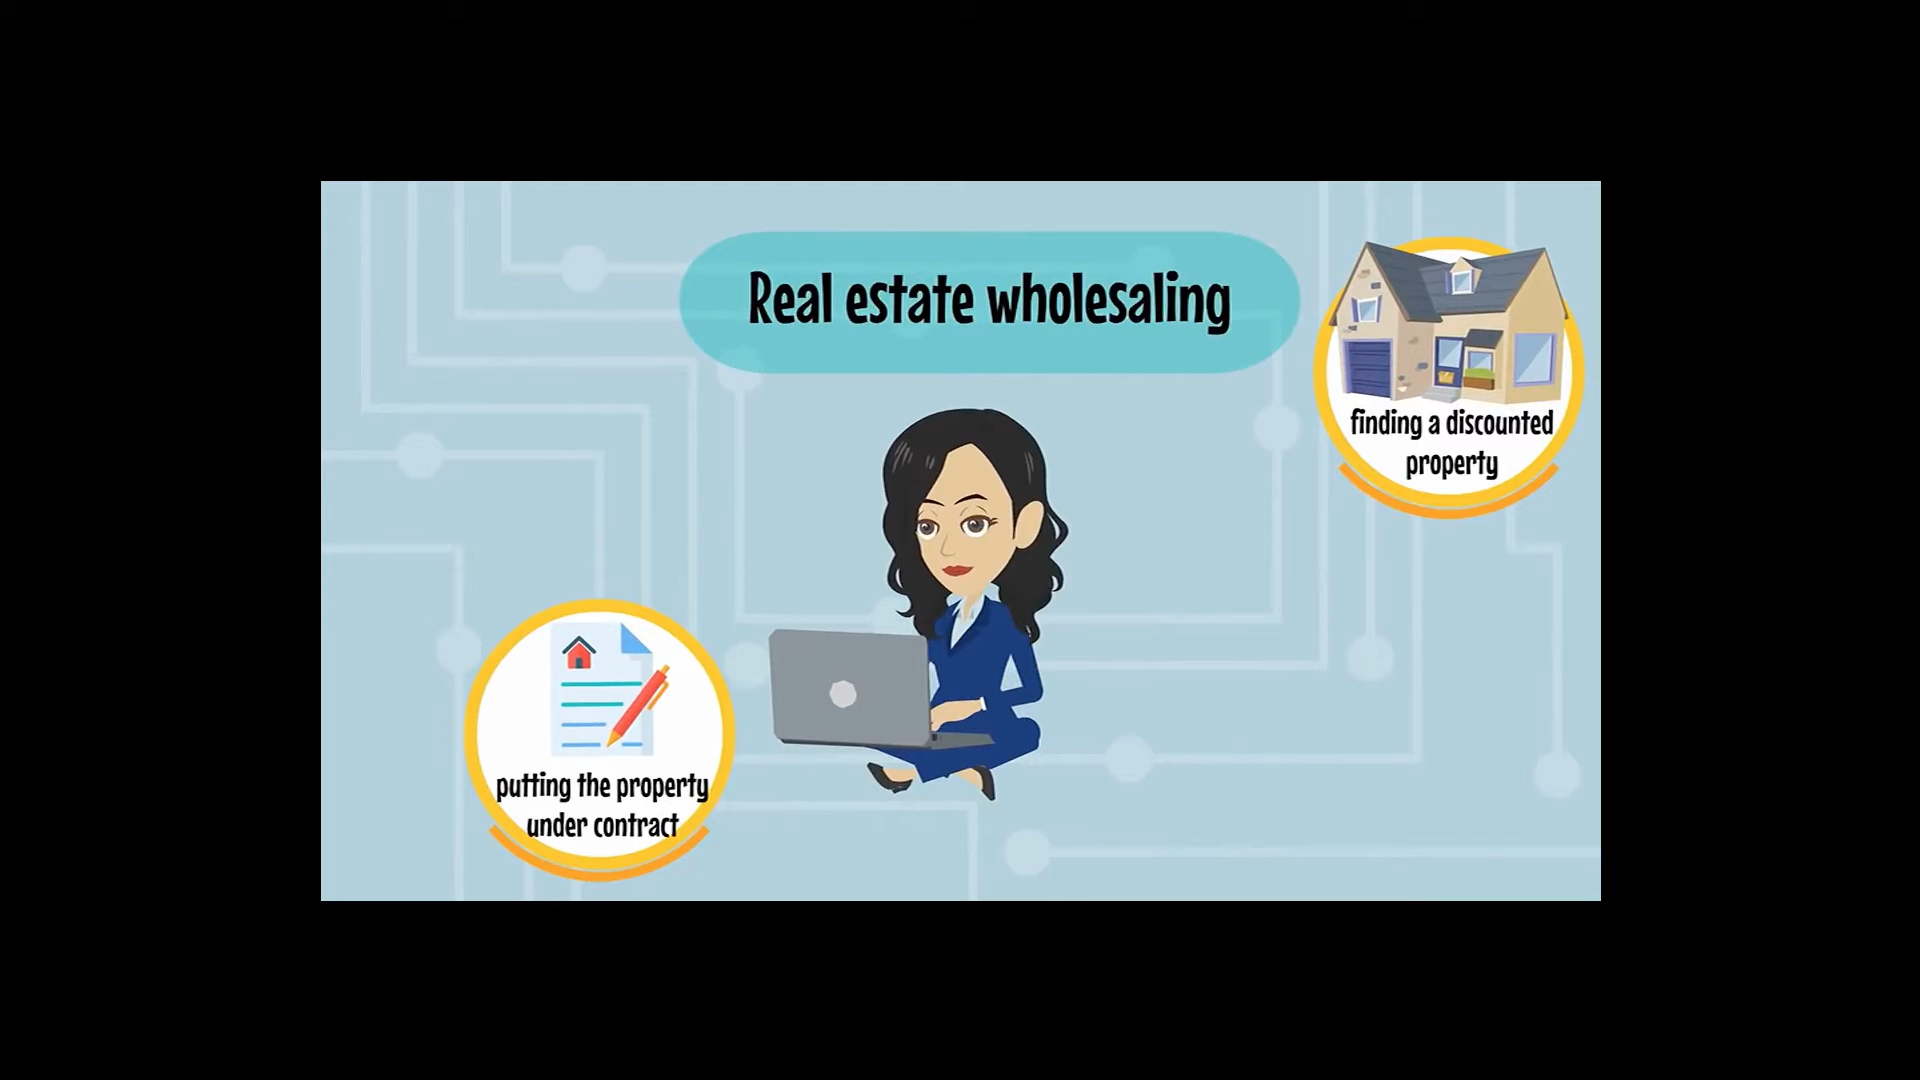 Real estate wholesaling
finding a discounted
property
putting the property
under contract